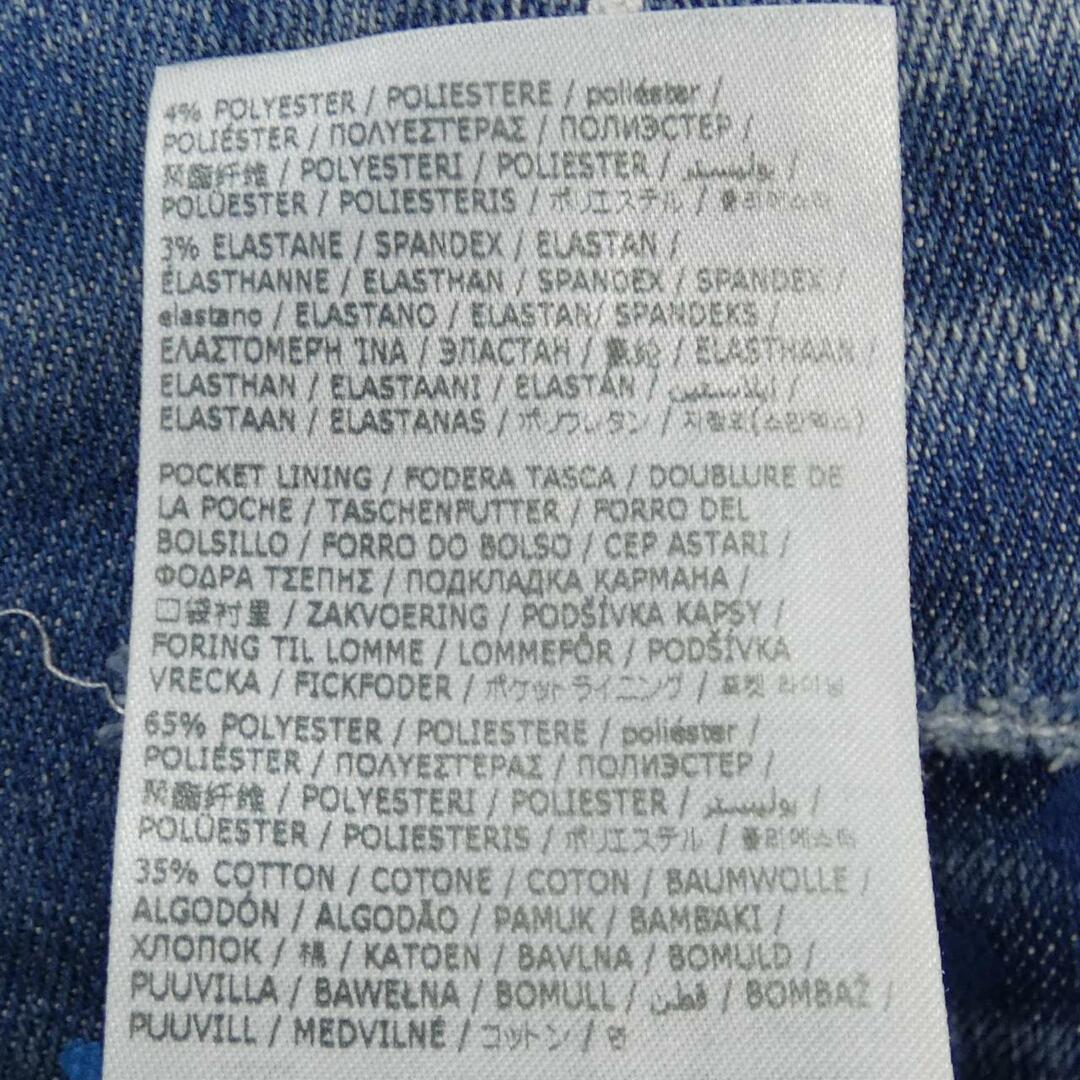 4% POLYESTER / POLIESTERE / poliéster /
POLIÉSTER / ΠΟΛΥΕΣΤΕΡΑΣ / ПОЛИЭСТЕР /
聚酯纤维 / POLYESTERI / POLIESTER / بوليستر /
POLÜESTER / POLIESTERIS / ポリエステル / 폴리에스터
3% ELASTANE / SPANDEX / ELASTAN /
ÉLASTHANNE / ELASTHAN / SPANDEX / SPANDEX /
elastano / ELASTANO / ELASTAN/ SPANDEKS /
ΕΛΑΣΤΟΜΕΡΗ ΊΝΑ / ЭЛАСТАН / 氨纶 / ELASTHAAN /
ELASTHAN / ELASTAANI / ELASTÁN / إيلاستين /
ELASTAAN / ELASTANAS / ポリウレタン / 폴리우레탄(스판덱스)
POCKET LINING / FODERA TASCA / DOUBLURE DE
LA POCHE / TASCHENFUTTER / FORRO DEL
BOLSILLO / FORRO DO BOLSO / CEP ASTARI /
ΦΟΔΡΑ ΤΣΕΠΗΣ / ПОДКЛАДКА КАРМАНА /
口袋衬里 / ZAKVOERING / PODŠÍVKA KAPSY /
FORING TIL LOMME / LOMMEFÔR / PODŠÍVKA
VRECKA / FICKFODER / ポケットライニング / 포켓 라이닝
65% POLYESTER / POLIESTERE / poliéster /
POLIÉSTER / ΠΟΛΥΕΣΤΕΡΑΣ / ПОЛИЭСТЕР /
聚酯纤维 / POLYESTERI / POLIESTER / بوليستر /
POLÜESTER / POLIESTERIS / ポリエステル / 폴리에스터
35% COTTON / COTONE / COTON / BAUMWOLLE /
ALGODÓN / ALGODÃO / PAMUK / ΒΑΜΒΑΚΙ /
ХЛОПОК / 棉 / KATOEN / BAVLNA / BOMULD /
PUUVILLA / BAWEŁNA / BOMULL / قطن / BOMBAŽ /
PUUVILL / MEDVILNĖ / コットン / 면